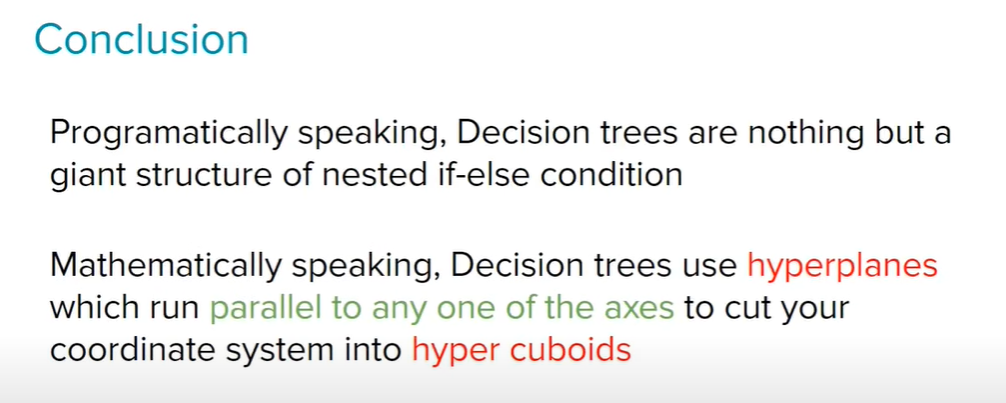 Conclusion
Programatically speaking, Decision trees are nothing but a
giant structure of nested if-else condition
Mathematically speaking, Decision trees use hyperplanes
which run parallel to any one of the axes to cut your
coordinate system into hyper cuboids